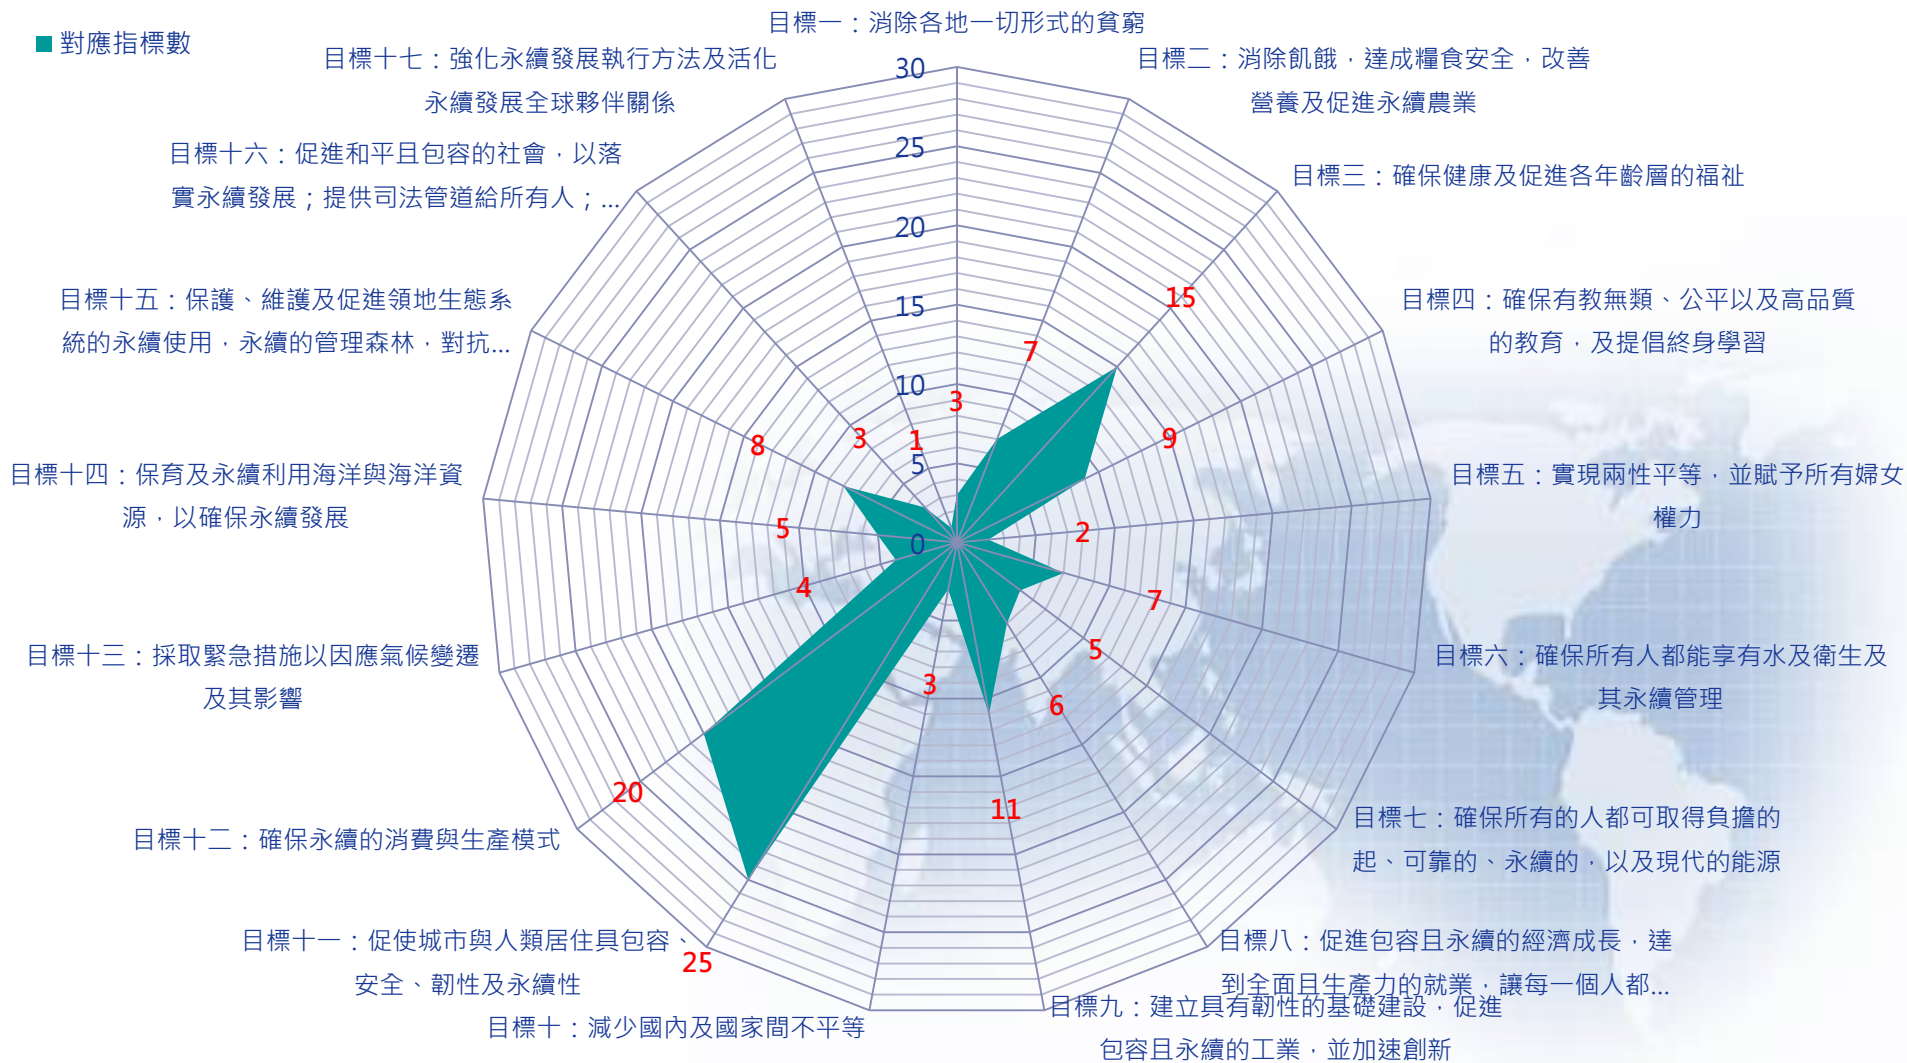 對應指標數
目標一：消除各地一切形式的貧窮
目標二：消除飢餓，達成糧食安全，改善
營養及促進永續農業
目標三：確保健康及促進各年齡層的福祉
目標四：確保有教無類、公平以及高品質
的教育，及提倡終身學習
目標五：實現兩性平等，並賦予所有婦女
權力
目標六：確保所有人都能享有水及衛生及
其永續管理
目標七：確保所有的人都可取得負擔的
起、可靠的、永續的，以及現代的能源
目標八：促進包容且永續的經濟成長，達
到全面且生產力的就業，讓每一個人都...
目標九：建立具有韌性的基礎建設，促進
包容且永續的工業，並加速創新
目標十：減少國內及國家間不平等
目標十一：促使城市與人類居住具包容、
安全、韌性及永續性
目標十二：確保永續的消費與生產模式
目標十三：採取緊急措施以因應氣候變遷
及其影響
目標十四：保育及永續利用海洋與海洋資
源，以確保永續發展
目標十五：保護、維護及促進領地生態系
統的永續使用，永續的管理森林，對抗...
目標十六：促進和平且包容的社會，以落
實永續發展；提供司法管道給所有人；...
目標十七：強化永續發展執行方法及活化
永續發展全球夥伴關係
30
25
20
15
10
5
0
3
7
15
9
2
7
5
6
11
3
25
20
4
5
8
3
1